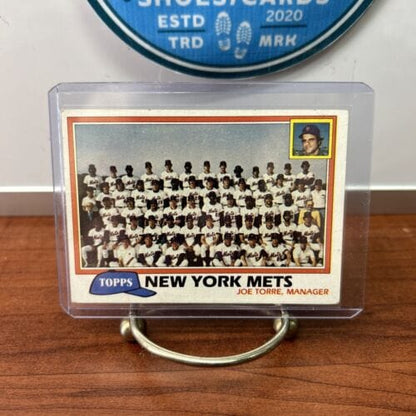 SHOES/CARDS
ESTD 2020
TRD MRK
TOPPS NEW YORK METS
JOE TORRE, MANAGER